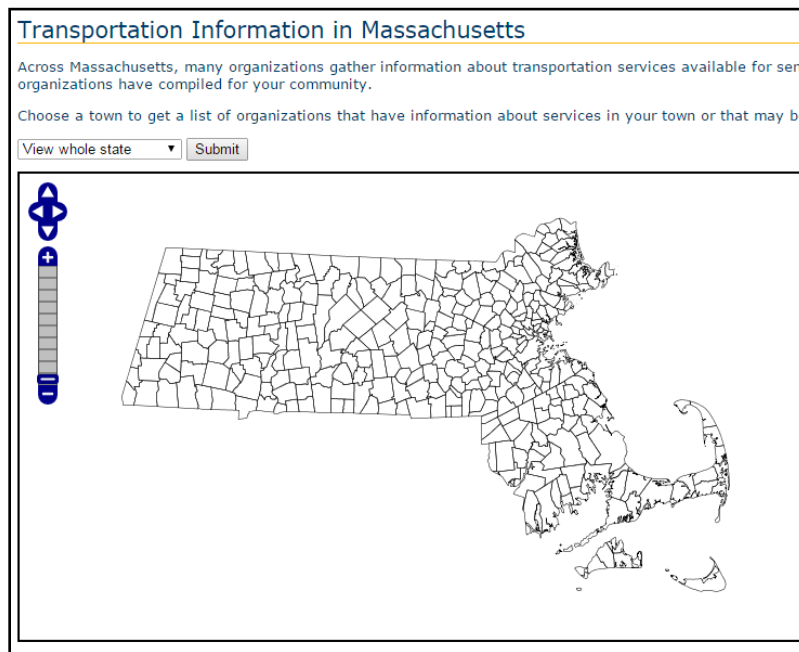 Transportation Information in Massachusetts
Across Massachusetts, many organizations gather information about transportation services available for
organizations have compiled for your community.
Choose a town to get a list of organizations that have information about services in your town or that may
View whole state
Submit